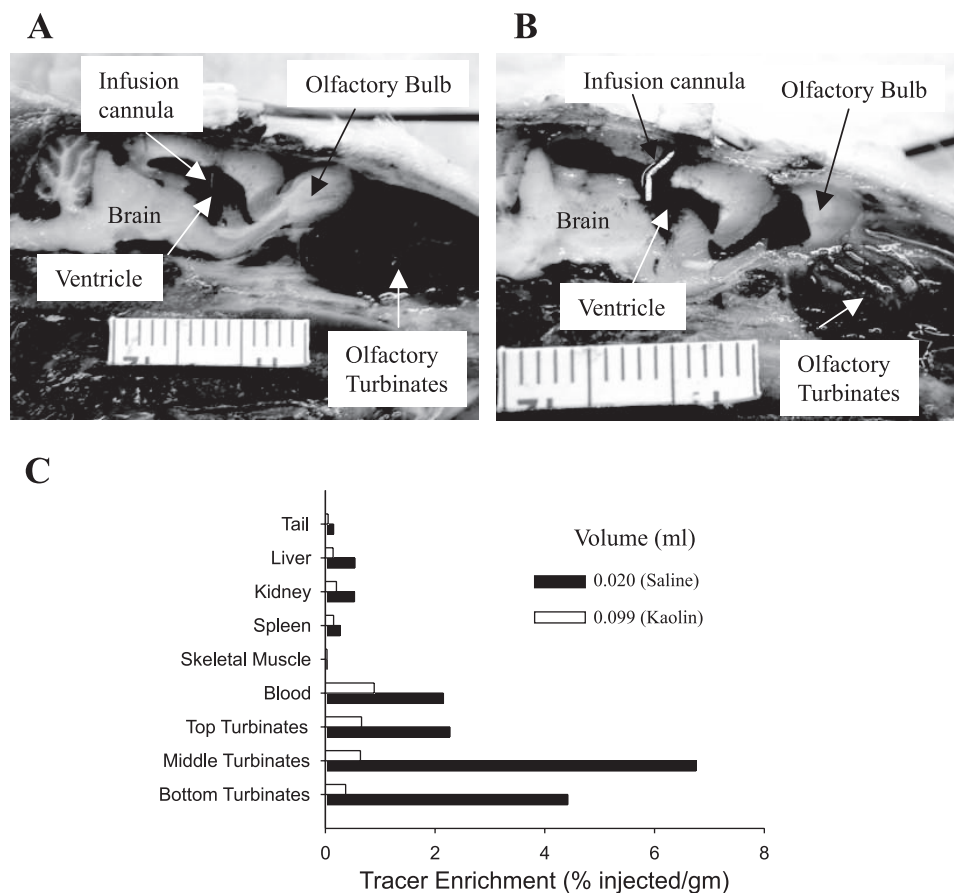 A
Infusion
cannula
Olfactory Bulb
Brain
Ventricle
Olfactory
Turbinates
B
Infusion cannula
Olfactory Bulb
Brain
Ventricle
Olfactory
Turbinates
C
Tail
Liver
Kidney
Spleen
Skeletal Muscle
Blood
Top Turbinates
Middle Turbinates
Bottom Turbinates
Volume (ml)
0.020 (Saline)
0.099 (Kaolin)
0 2 4 6 8
Tracer Enrichment (% injected/gm)